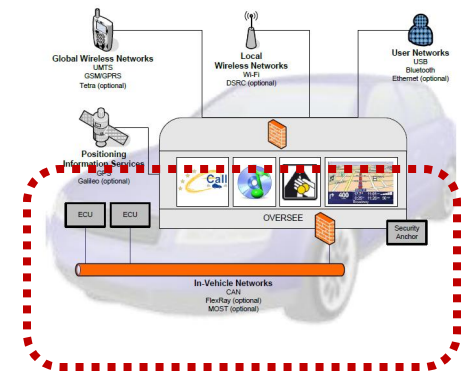 Global Wireless Networks
UMTS
GSM/GPRS
Tetra (optional)
Local
Wireless Networks
Wi-Fi
DSRC (optional)
User Networks
USB
Bluetooth
Ethernet (optional)
Positioning
Information Services
GPS
Galileo (optional)
Call
400
OVERSEE
ECU
ECU
Security
Anchor
In-Vehicle Networks
CAN
FlexRay (optional)
MOST (optional)